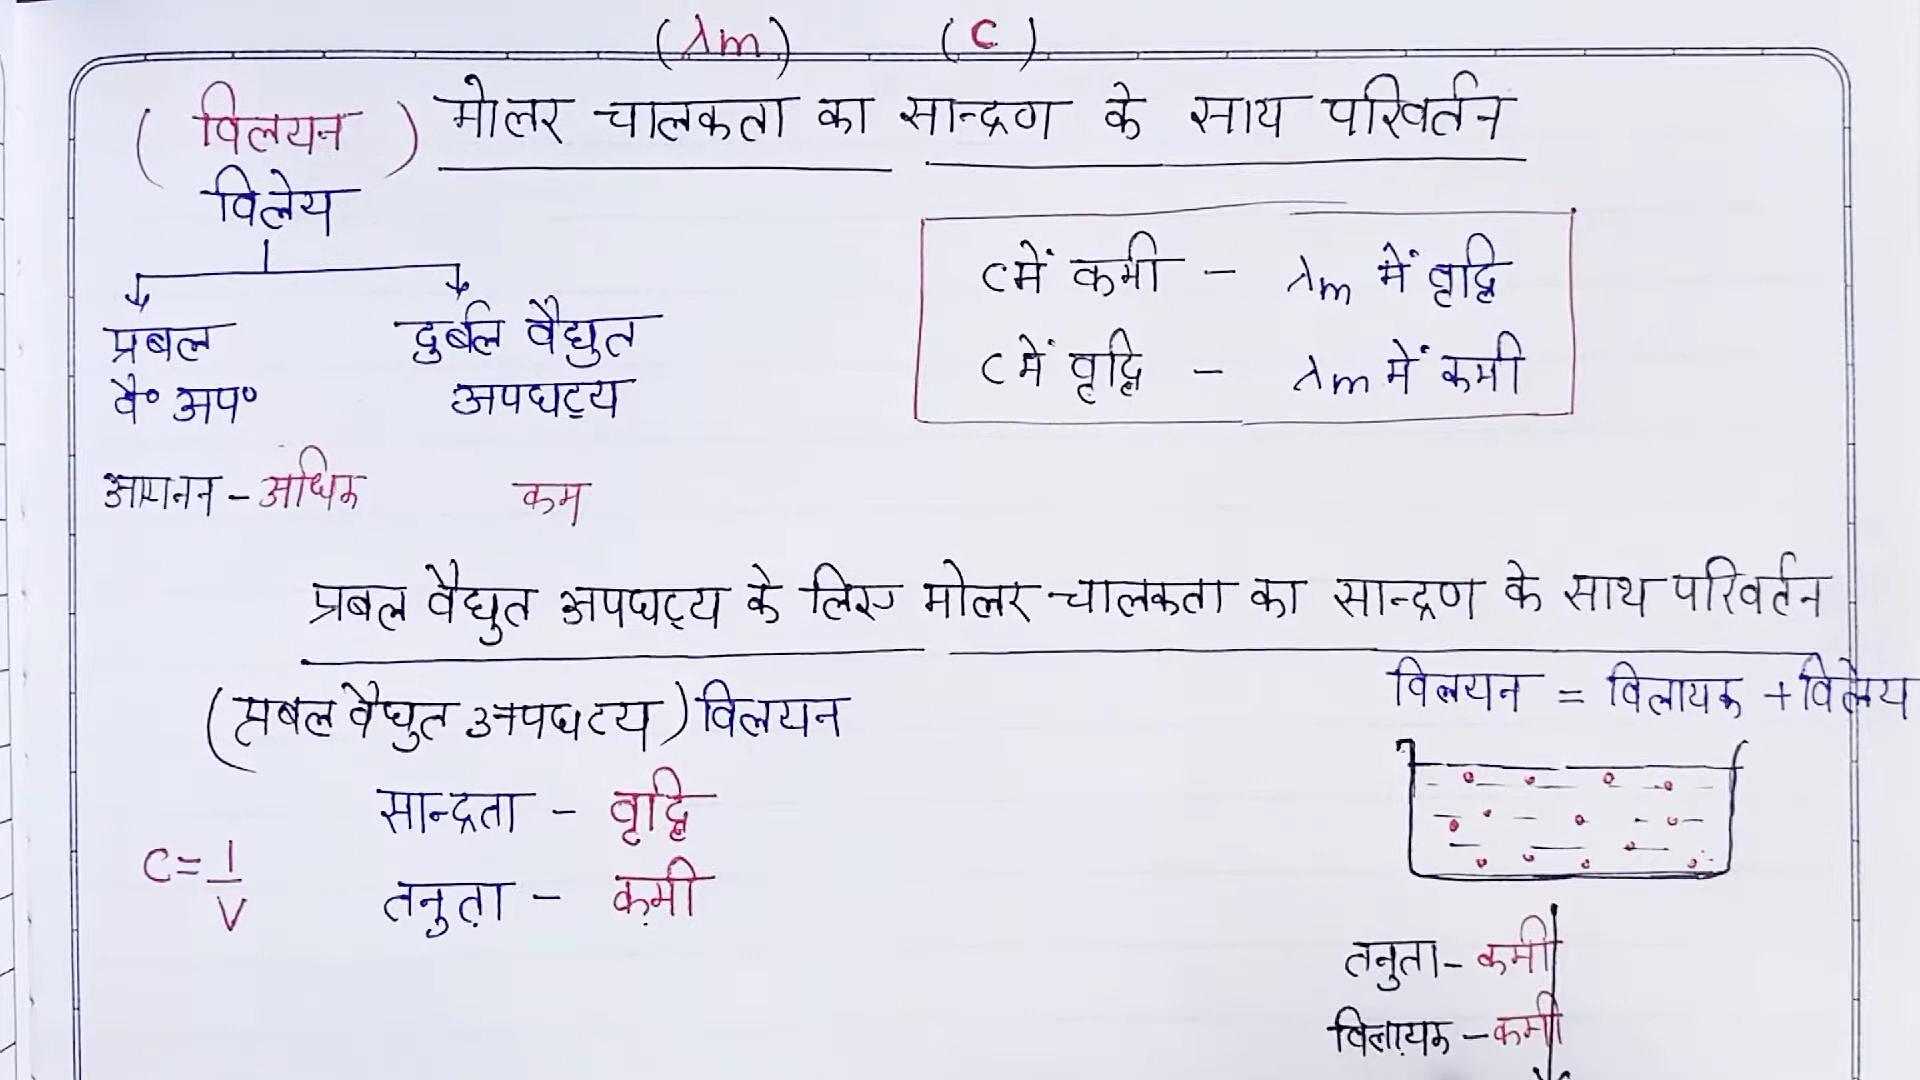 (λm) (C)
(विलयन) मोलर चालकता का सान्द्रण के साथ परिवर्तन
विलेय
प्रबल दुर्बल वैद्युत
वै० अप० अपघट्य
C में कमी - λm में वृद्धि
C में वृद्धि - λm में कमी
आयनन - अधिक कम
प्रबल वैद्युत अपघट्य के लिए मोलर चालकता का सान्द्रण के साथ परिवर्तन
(प्रबल वैद्युत अपघटय) विलयन
विलयन = विलायक + विलेय
सान्द्रता - वृद्धि
C = 1/V
तनुता - कमी
तनुता - कमी
विलायक - कमी